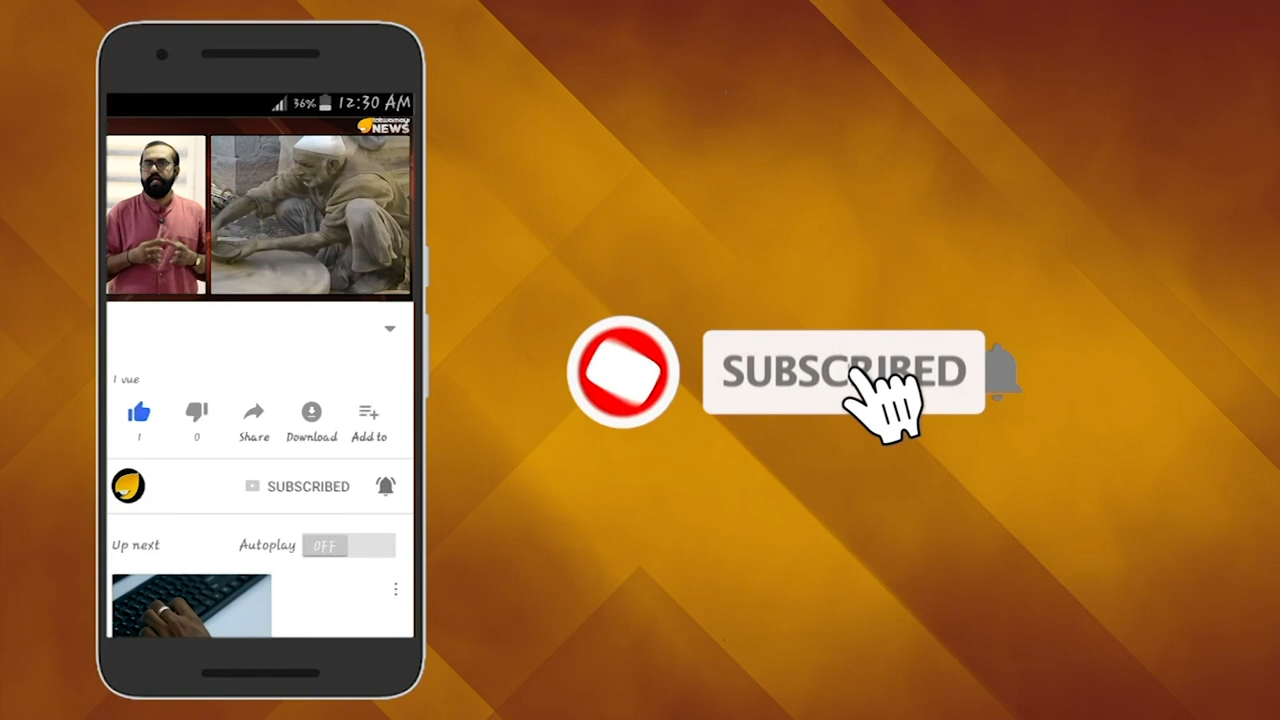 36% 12:30 AM
Tatwamayi
NEWS
1 vue
1 0 Share Download Add to
SUBSCRIBED
Up next Autoplay OFF
SUBSCRIBED